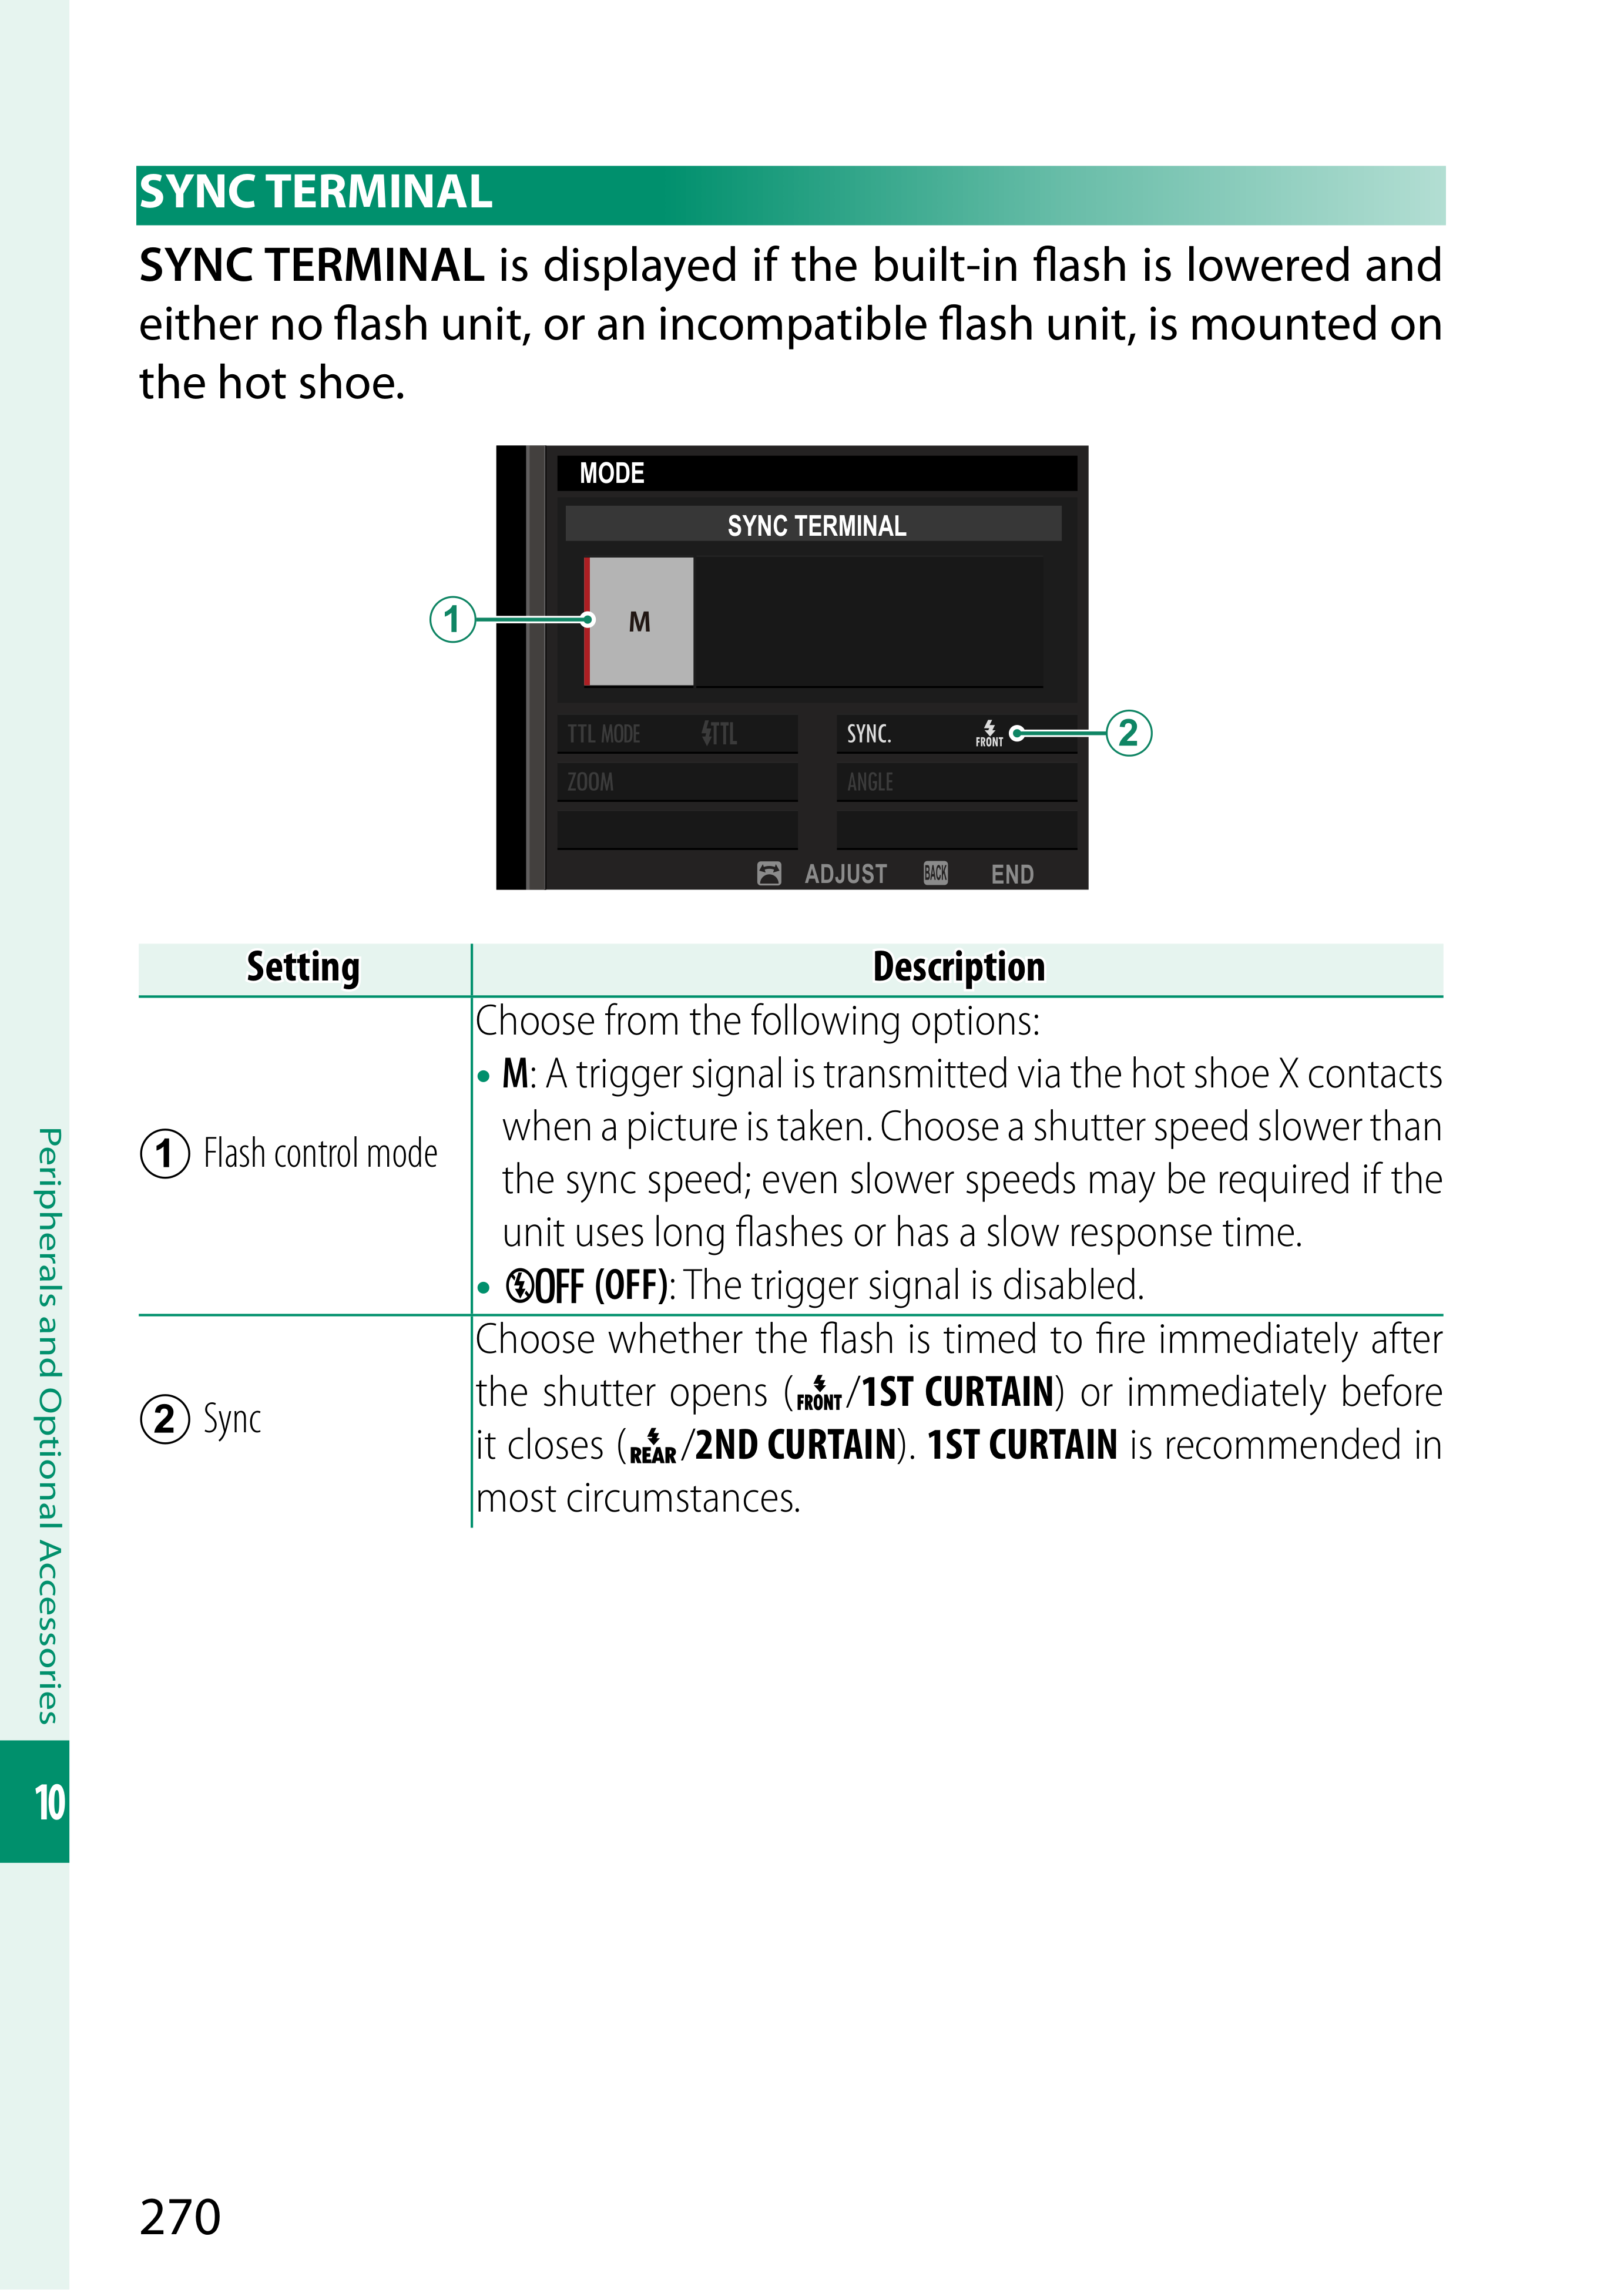 SYNC TERMINAL
SYNC TERMINAL is displayed if the built-in flash is lowered and
either no flash unit, or an incompatible flash unit, is mounted on
the hot shoe.
MODE
SYNC TERMINAL
1
M
TTL MODE TTL
SYNC. FRONT
2
ZOOM
ANGLE
ADJUST BACK END
Setting
Description
1 Flash control mode
Choose from the following options:
• M: A trigger signal is transmitted via the hot shoe X contacts
when a picture is taken. Choose a shutter speed slower than
the sync speed; even slower speeds may be required if the
unit uses long flashes or has a slow response time.
• OFF (OFF): The trigger signal is disabled.
2 Sync
Choose whether the flash is timed to fire immediately after
the shutter opens (FRONT/1ST CURTAIN) or immediately before
it closes (REAR/2ND CURTAIN). 1ST CURTAIN is recommended in
most circumstances.
Peripherals and Optional Accessories
10
270